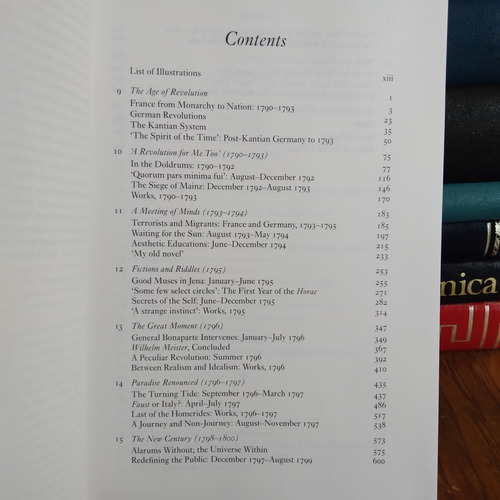 Contents
List of Illustrations xiii
9 The Age of Revolution 1
France from Monarchy to Nation: 1790–1793 3
German Revolutions 23
The Kantian System 35
‘The Spirit of the Time’: Post-Kantian Germany to 1793 50
10 ‘A Revolution for Me Too’ (1790–1793) 75
In the Doldrums: 1790–1792 77
‘Quorum pars minima fui’: August–December 1792 116
The Siege of Mainz: December 1792–August 1793 146
Works, 1790–1793 170
11 A Meeting of Minds (1793–1794) 183
Terrorists and Migrants: France and Germany, 1793–1795 185
Waiting for the Sun: August 1793–May 1794 197
Aesthetic Educations: June–December 1794 215
‘My old novel’ 233
12 Fictions and Riddles (1795) 253
Good Muses in Jena: January–June 1795 255
‘Some few select circles’: The First Year of the Horae 271
Secrets of the Self: June–December 1795 282
‘A strange instinct’: Works, 1795 314
13 The Great Moment (1796) 347
General Bonaparte Intervenes: January–July 1796 349
Wilhelm Meister, Concluded 367
A Peculiar Revolution: Summer 1796 392
Between Realism and Idealism: Works, 1796 410
14 Paradise Renounced (1796–1797) 435
The Turning Tide: September 1796–March 1797 437
Faust or Italy?: April–July 1797 486
Last of the Homerides: Works, 1796–1797 517
A Journey and Non-Journey: August–November 1797 538
15 The New Century (1798–1800) 573
Alarums Without; the Universe Within 575
Redefining the Public: December 1797–August 1799 600
nica